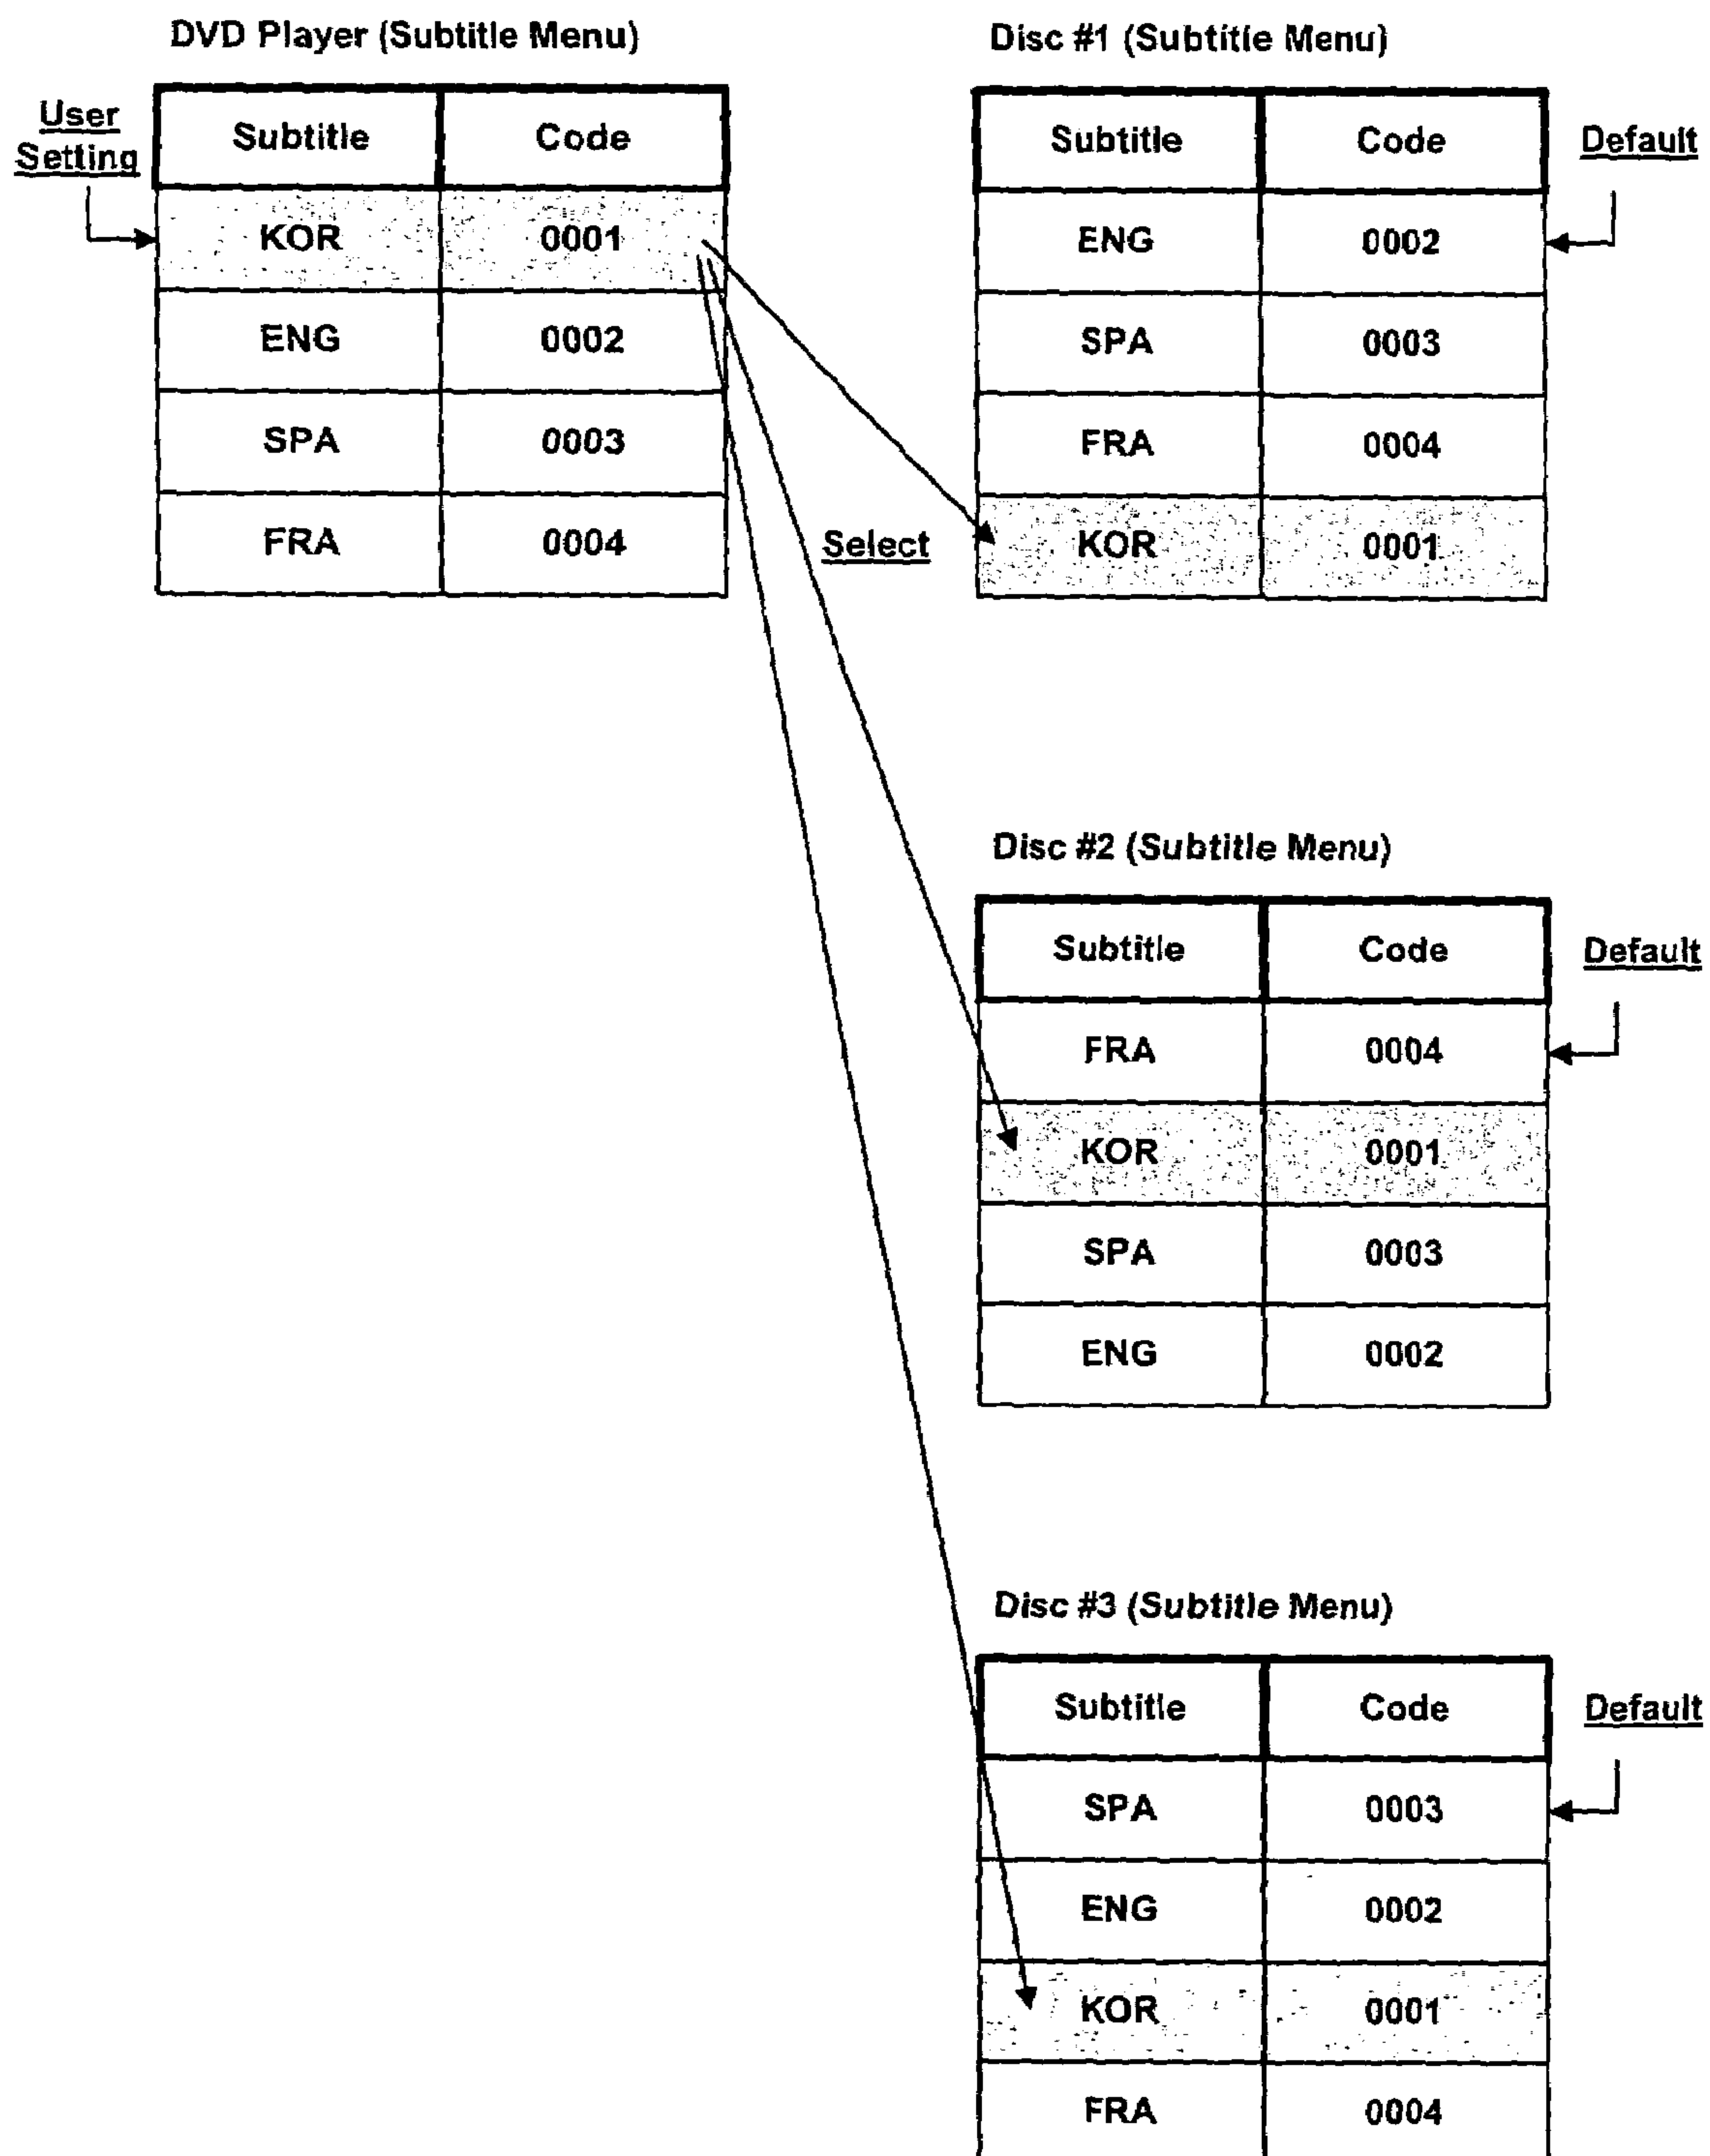 DVD Player (Subtitle Menu)
User
Setting
Subtitle Code
KOR 0001
ENG 0002
SPA 0003
FRA 0004
Select
Disc #1 (Subtitle Menu)
Subtitle Code
Default
ENG 0002
SPA 0003
FRA 0004
KOR 0001
Disc #2 (Subtitle Menu)
Subtitle Code
Default
FRA 0004
KOR 0001
SPA 0003
ENG 0002
Disc #3 (Subtitle Menu)
Subtitle Code
Default
SPA 0003
ENG 0002
KOR 0001
FRA 0004